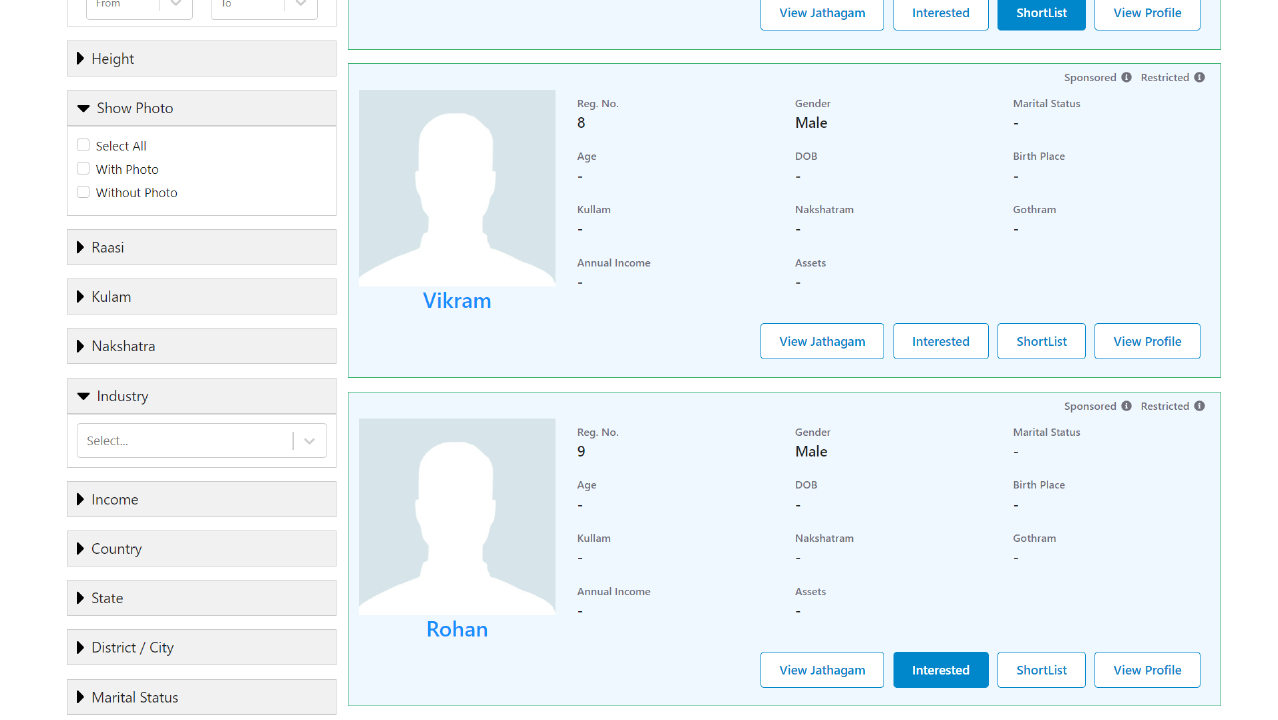 From
To
Height
Show Photo
Select All
With Photo
Without Photo
Raasi
Kulam
Nakshatra
Industry
Select...
Income
Country
State
District / City
Marital Status
View Jathagam Interested ShortList View Profile
Sponsored Restricted
Reg. No. Gender Marital Status
8 Male -
Age DOB Birth Place
- - -
Kullam Nakshatram Gothram
- - -
Annual Income Assets
- -
Vikram
View Jathagam Interested ShortList View Profile
Sponsored Restricted
Reg. No. Gender Marital Status
9 Male -
Age DOB Birth Place
- - -
Kullam Nakshatram Gothram
- - -
Annual Income Assets
- -
Rohan
View Jathagam Interested ShortList View Profile